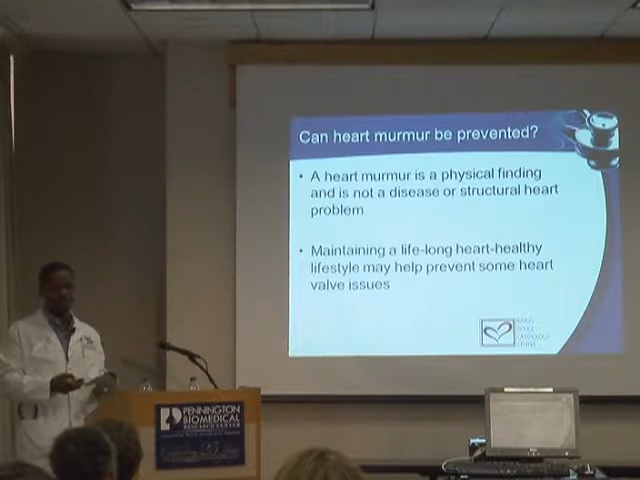 Can heart murmur be prevented?
• A heart murmur is a physical finding
and is not a disease or structural heart
problem
• Maintaining a life-long heart-healthy
lifestyle may help prevent some heart
valve issues
PENNINGTON
BIOMEDICAL
RESEARCH CENTER